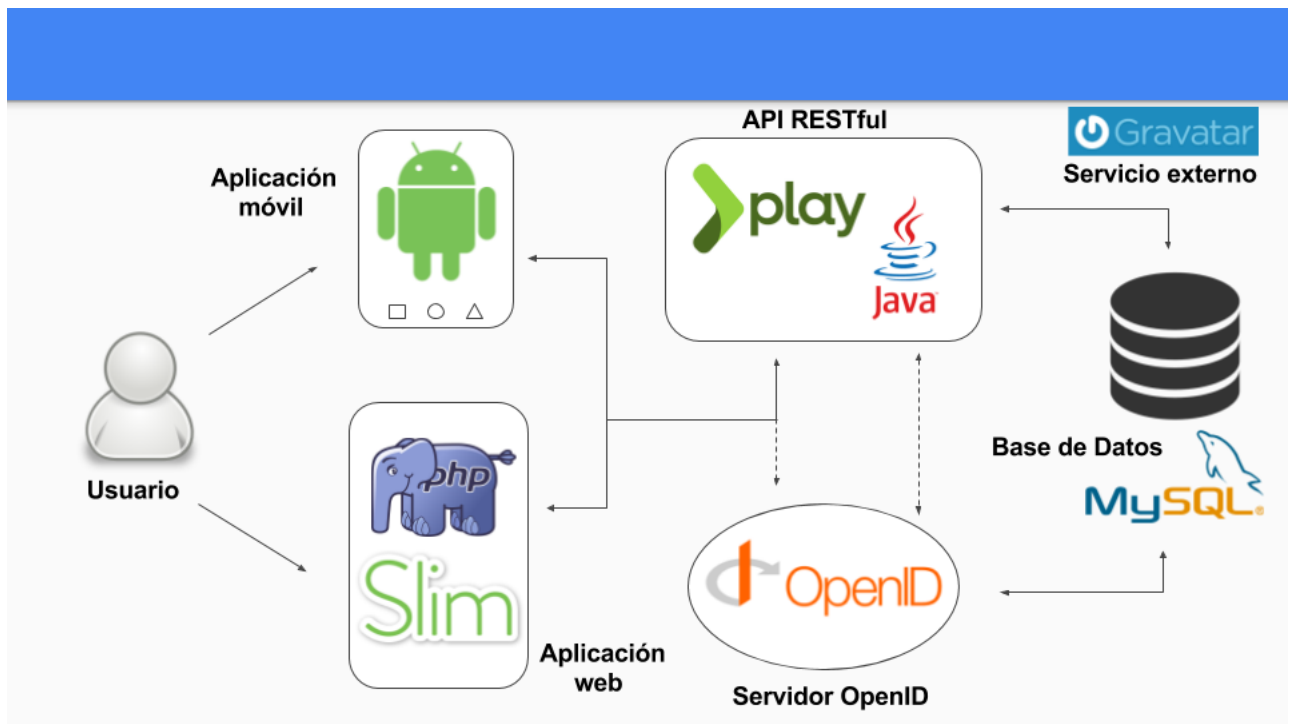 API RESTful
Gravatar
Servicio externo
Aplicación
móvil
play
Java
Usuario
php
Slim
Aplicación
web
Base de Datos
MySQL®
OpenID
Servidor OpenID